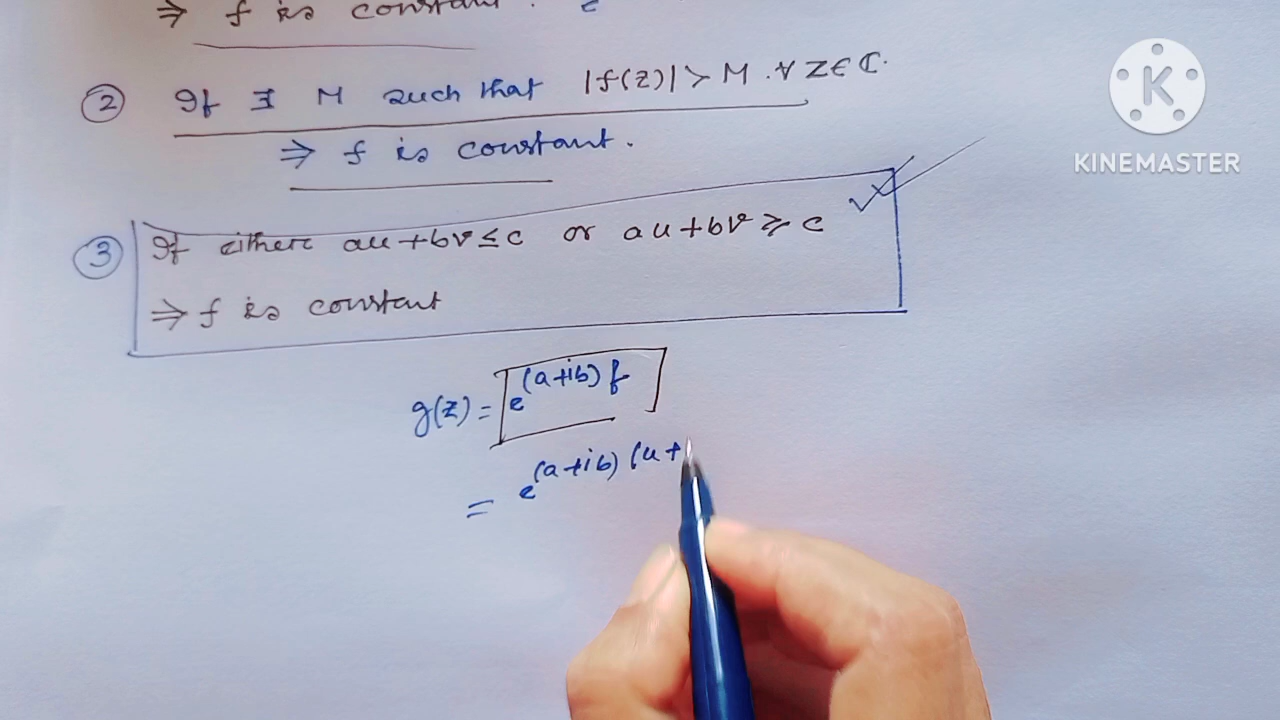 ⇒ f is constant. e
② If ∃ M such that |f(z)| > M ∀ z ∈ ℂ.
⇒ f is constant.
③ If either au + bv ≤ c or au + bv ≥ c
⇒ f is constant
g(z) = e^(a+ib) f
= e^(a+ib) (u+
K
KINEMASTER